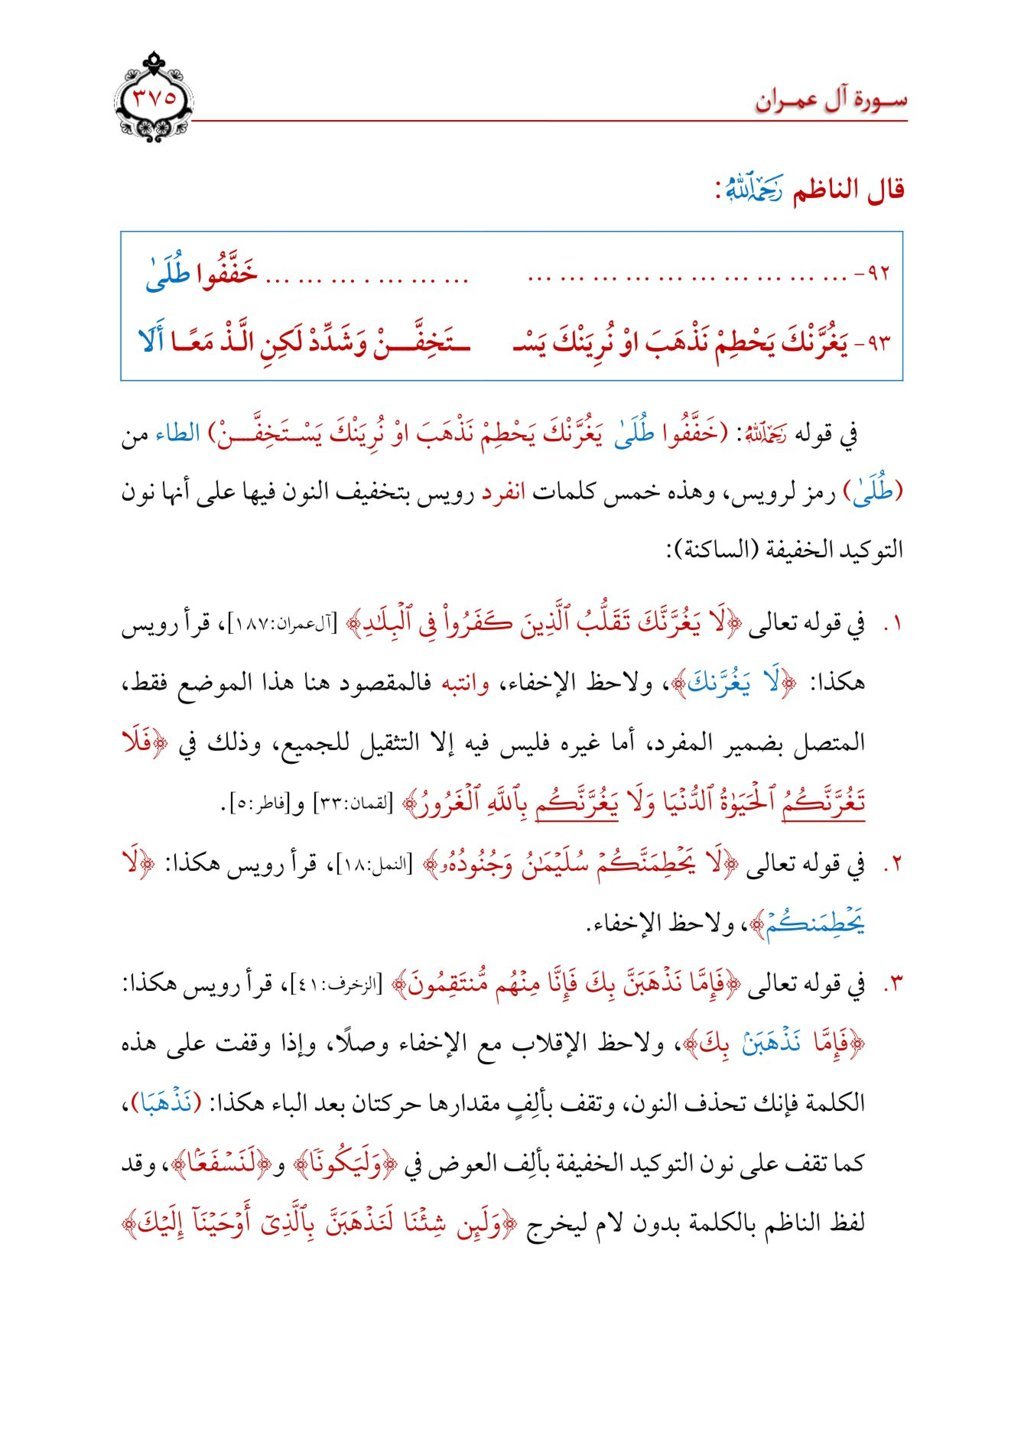 سورة آل عمران
٣٧٥
قال الناظم رَحِمَهُ ٱللَّهُ:
٩٢- ... ... ... ... ... ... ... ... ... ... ... ... ... . ... ... ... خَفَّفُوا طُلَىٰ
٩٣- يَغُرَّنْكَ يَحْطِمْ نَذْهَبَ اوْ نُرِيَنْكَ يَسْـ ـتَخِفَّـنْ وَشَدِّدْ لَكِنِ الَّـذْ مَعًـا أَلَا
في قوله رَحِمَهُ ٱللَّهُ: (خَفَّفُوا طُلَىٰ يَغُرَّنْكَ يَحْطِمْ نَذْهَبَ اوْ نُرِيَنْكَ يَسْـتَخِفَّـنْ) الطاء من
(طُلَىٰ) رمز لرويس، وهذه خمس كلمات انفرد رويس بتخفيف النون فيها على أنها نون
التوكيد الخفيفة (الساكنة):
١. في قوله تعالى ﴿لَا يَغُرَّنَّكَ تَقَلُّبُ ٱلَّذِينَ كَفَرُواْ فِي ٱلۡبِلَٰدِ﴾ [آل عمران:١٨٧]، قرأ رويس
هكذا: ﴿لَا يَغُرَّنكَ﴾، ولاحظ الإخفاء، وانتبه فالمقصود هنا هذا الموضع فقط،
المتصل بضمير المفرد، أما غيره فليس فيه إلا التثقيل للجميع، وذلك في ﴿فَلَا
تَغُرَّنَّكُمُ ٱلۡحَيَوٰةُ ٱلدُّنۡيَا وَلَا يَغُرَّنَّكُم بِٱللَّهِ ٱلۡغَرُورُ﴾ [لقمان:٣٣] و[فاطر:٥].
٢. في قوله تعالى ﴿لَا يَحۡطِمَنَّكُمۡ سُلَيۡمَٰنُ وَجُنُودُهُۥ﴾ [النمل:١٨]، قرأ رويس هكذا: ﴿لَا
يَحۡطِمَنكُمۡ﴾، ولاحظ الإخفاء.
٣. في قوله تعالى ﴿فَإِمَّا نَذۡهَبَنَّ بِكَ فَإِنَّا مِنۡهُم مُّنتَقِمُونَ﴾ [الزخرف:٤١]، قرأ رويس هكذا:
﴿فَإِمَّا نَذۡهَبَنۢ بِكَ﴾، ولاحظ الإقلاب مع الإخفاء وصلًا، وإذا وقفت على هذه
الكلمة فإنك تحذف النون، وتقف بألِفٍ مقدارها حركتان بعد الباء هكذا: (نَذۡهَبَا)،
كما تقف على نون التوكيد الخفيفة بألِف العوض في ﴿وَلَيَكُونٗا﴾ و﴿لَنَسۡفَعَۢا﴾، وقد
لفظ الناظم بالكلمة بدون لام ليخرج ﴿وَلَئِن شِئۡنَا لَنَذۡهَبَنَّ بِٱلَّذِيٓ أَوۡحَيۡنَآ إِلَيۡكَ﴾